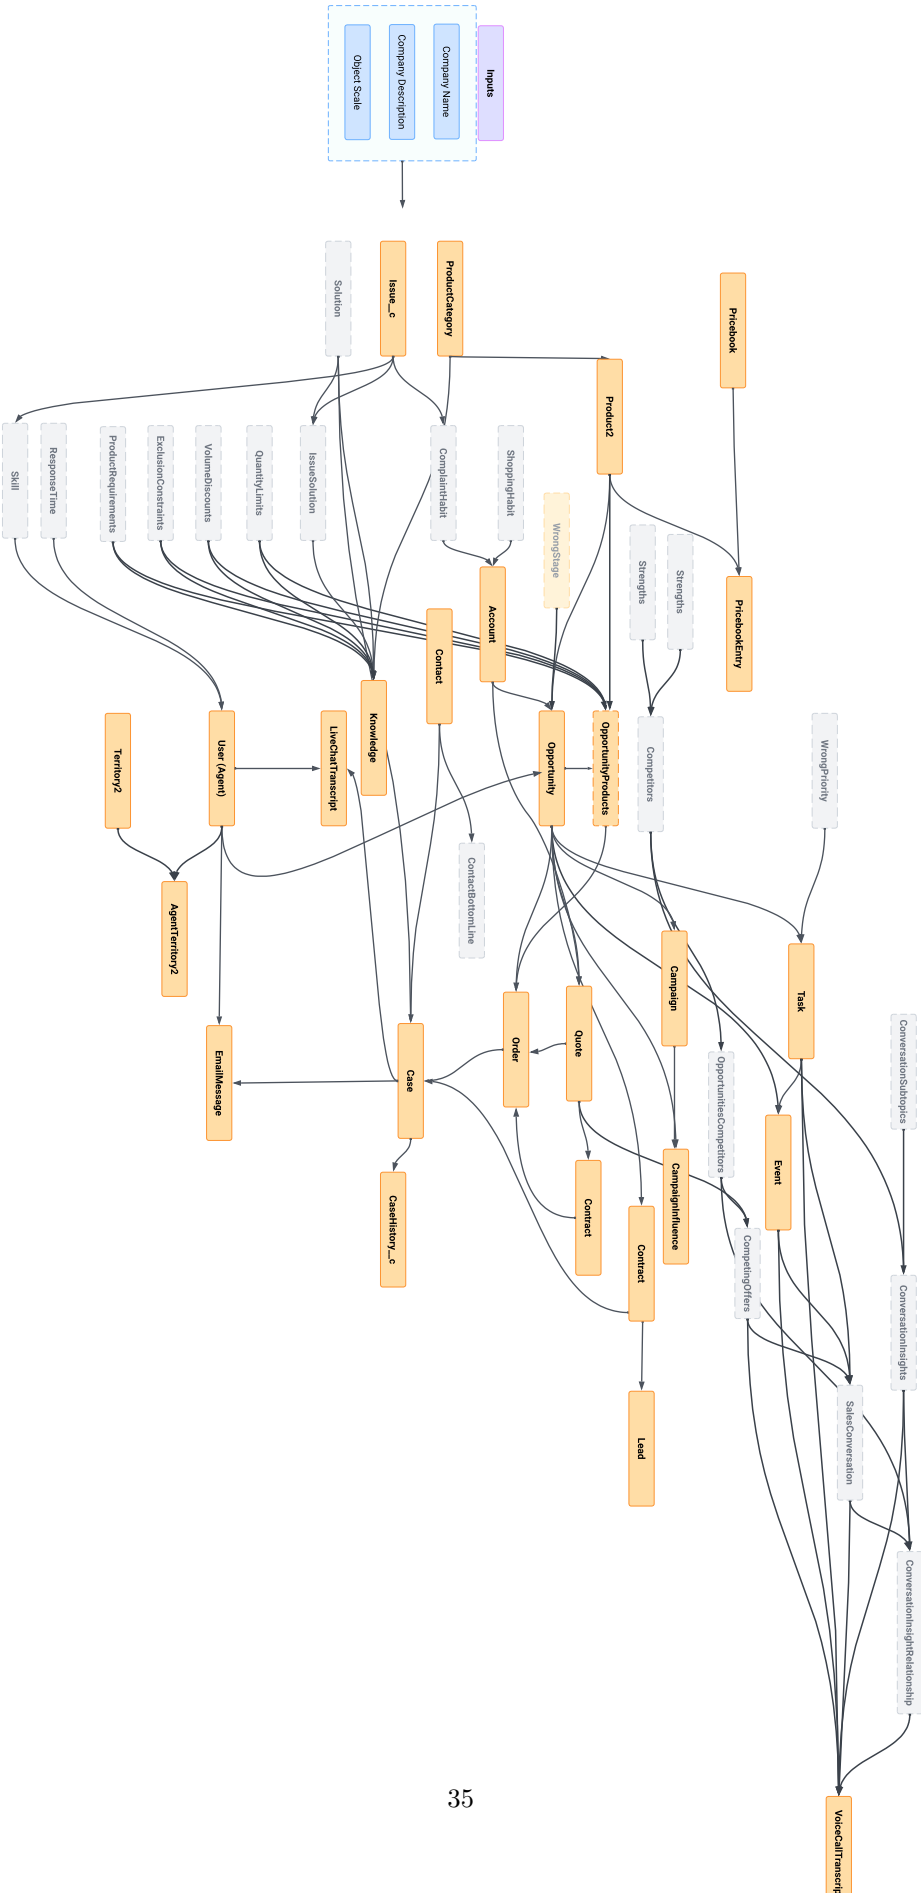 Inputs
Company Name
Company Description
Object Scale
Pricebook
ProductCategory
Issue__c
Solution
Product2
ShoppingHabit
ComplaintHabit
IssueSolution
QuantityLimits
VolumeDiscounts
ExclusionConstraints
ProductRequirements
ResponseTime
Skill
WrongStage
Strengths
Strengths
PricebookEntry
Account
Contact
Knowledge
LiveChatTranscript
User (Agent)
Territory2
Opportunity
OpportunityProducts
Competitors
WrongPriority
ContactBottomLine
AgentTerritory2
Campaign
Task
Quote
Order
Case
EmailMessage
ConversationSubtopics
OpportunitiesCompetitors
Event
CampaignInfluence
Contract
Contract
CaseHistory__c
CompetingOffers
ConversationInsights
SalesConversation
Lead
ConversationInsightRelationship
VoiceCallTranscrip
35